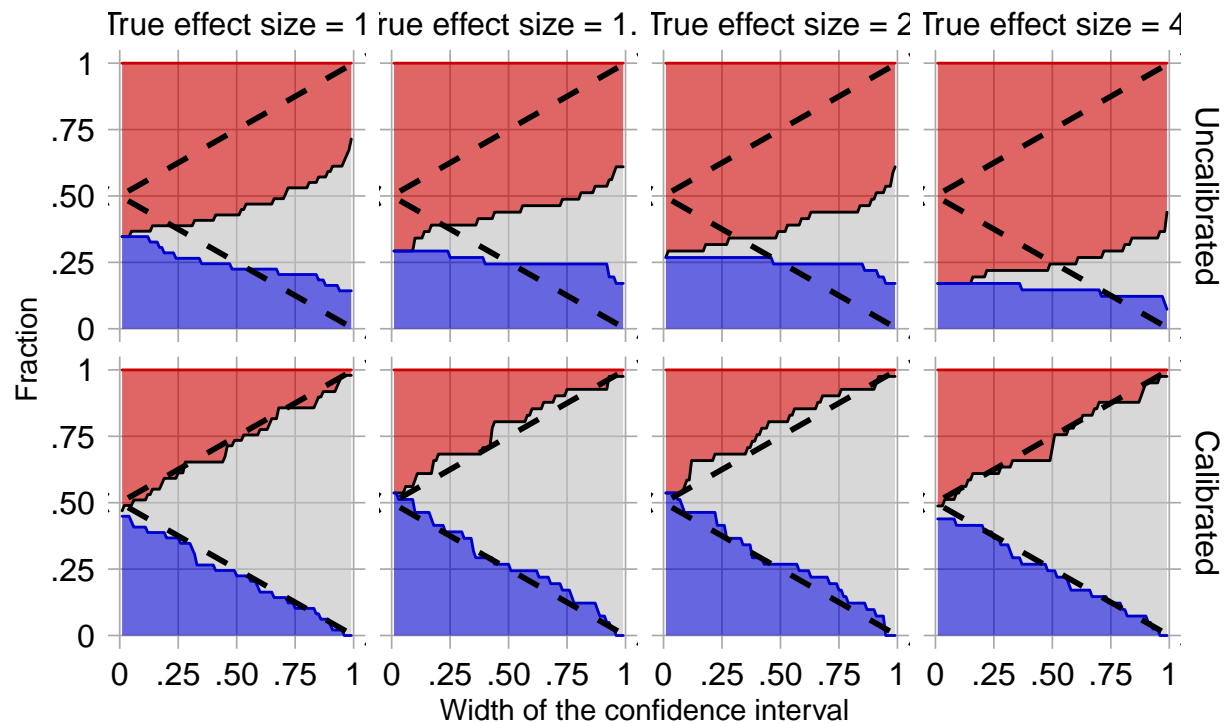 True effect size = 1
True effect size = 1.
True effect size = 2
True effect size = 4
1
.75
.50
.25
0
Uncalibrated
Fraction
1
.75
.50
.25
0
Calibrated
0 .25 .50 .75 1
0 .25 .50 .75 1
0 .25 .50 .75 1
0 .25 .50 .75 1
Width of the confidence interval